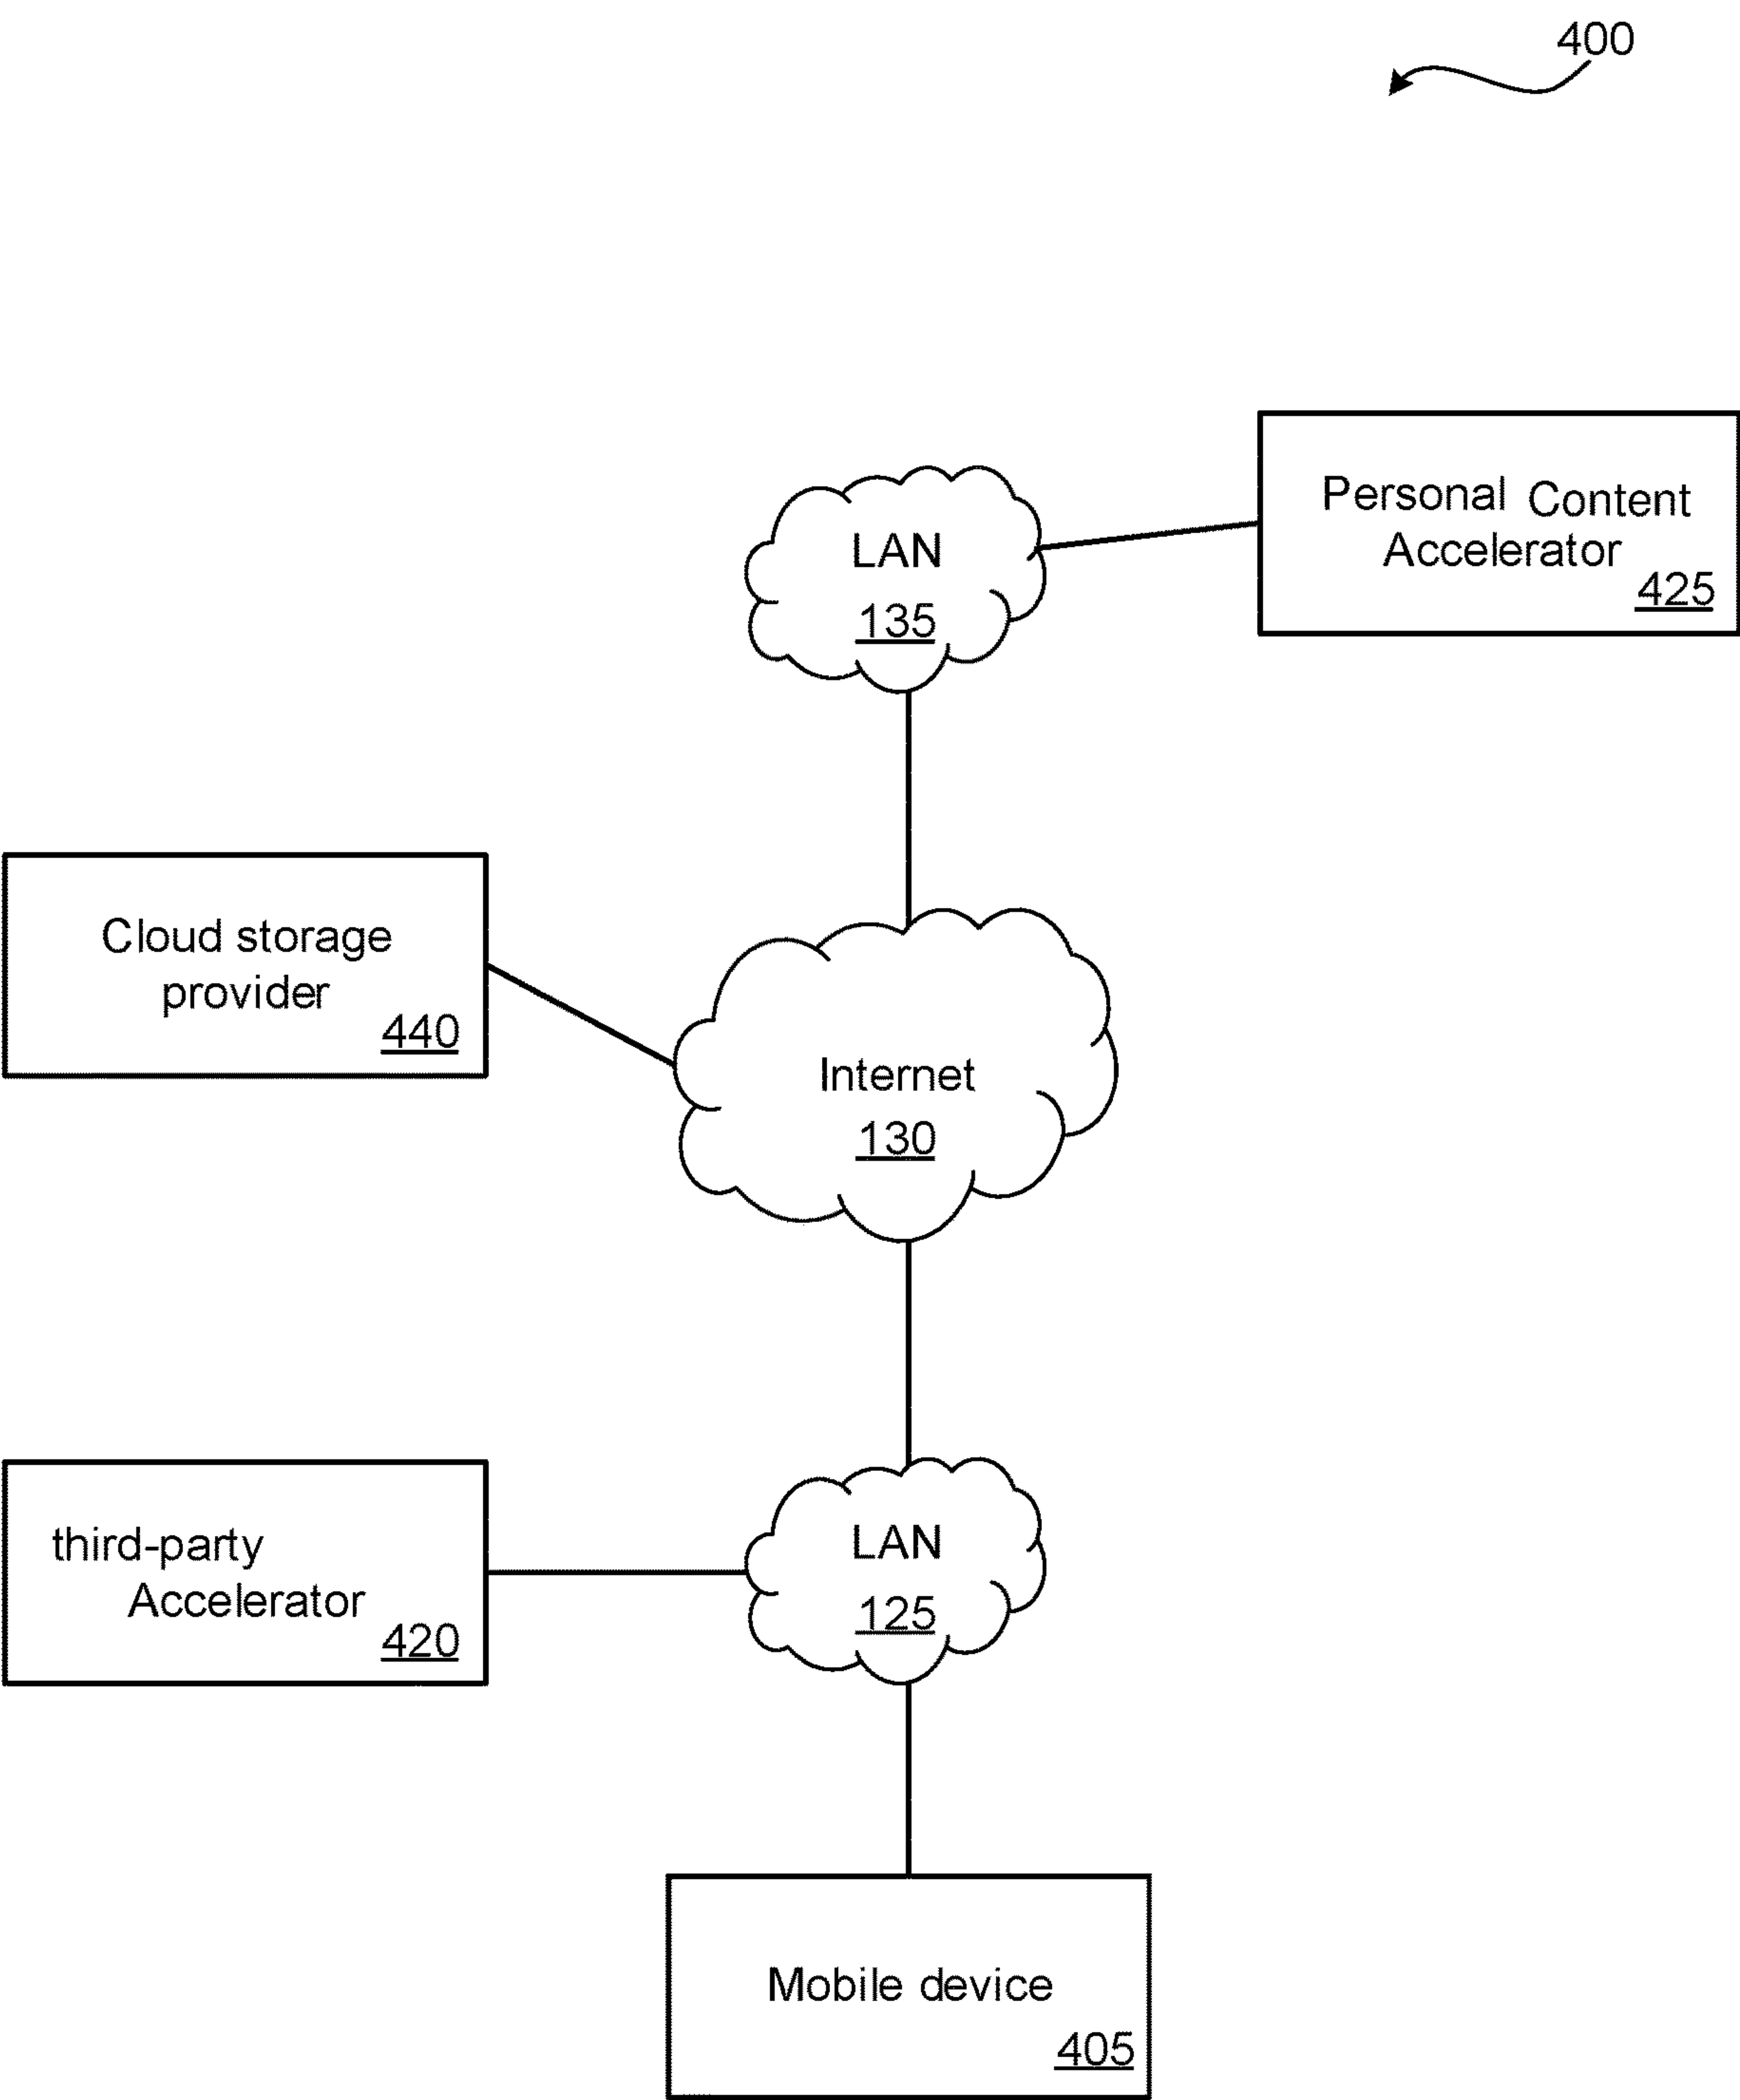 400
Personal Content
Accelerator
425
LAN
135
Cloud storage
provider
440
Internet
130
third-party
Accelerator
420
LAN
125
Mobile device
405